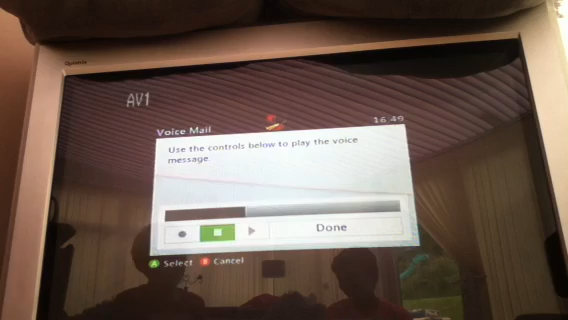 AV1
Voice Mail 16:49
Use the controls below to play the voice
message.
Done
A Select B Cancel